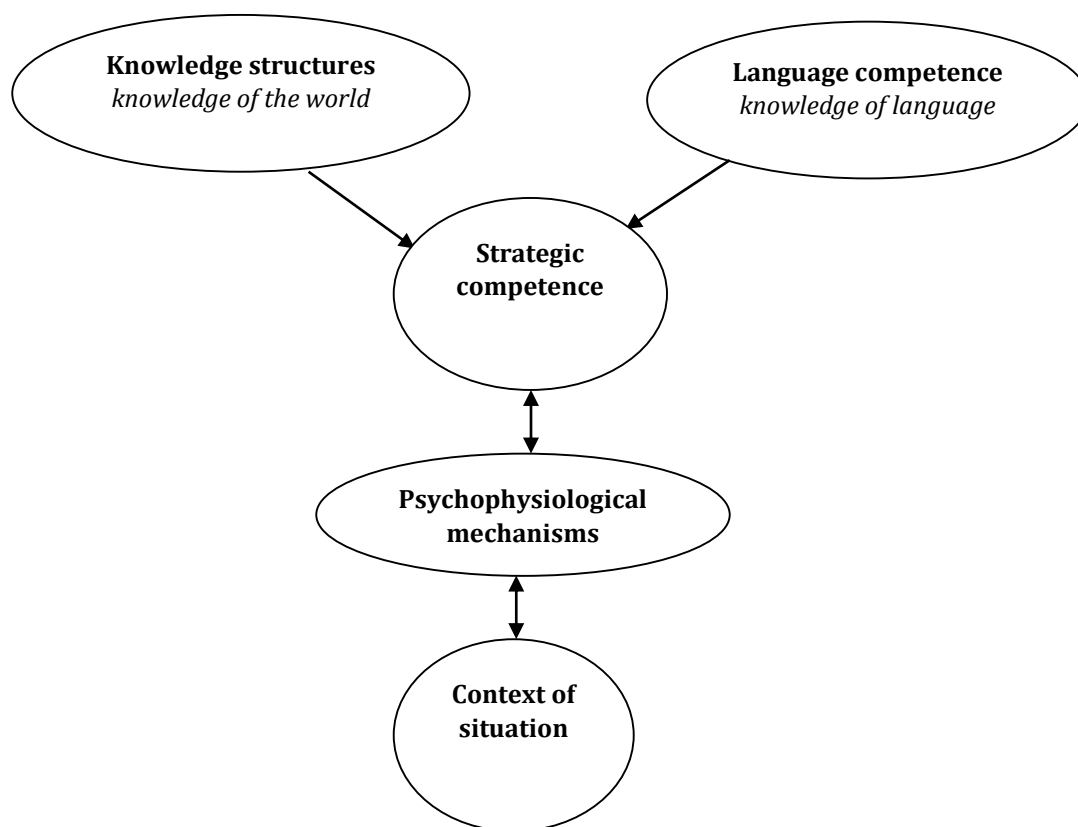 Knowledge structures
knowledge of the world
Language competence
knowledge of language
Strategic
competence
Psychophysiological
mechanisms
Context of
situation